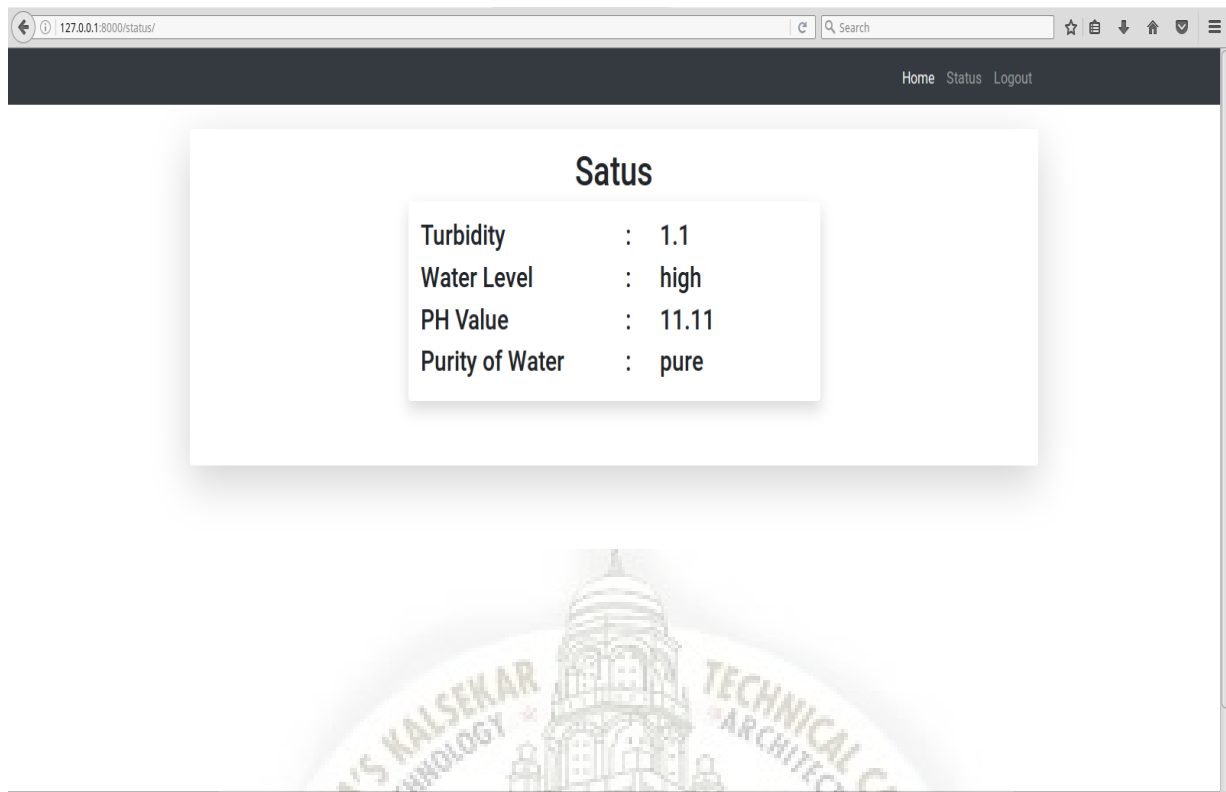 127.0.0.1:8000/status/
Search
Home Status Logout
Satus
Turbidity : 1.1
Water Level : high
PH Value : 11.11
Purity of Water : pure
KALSEKAR TECHNICAL